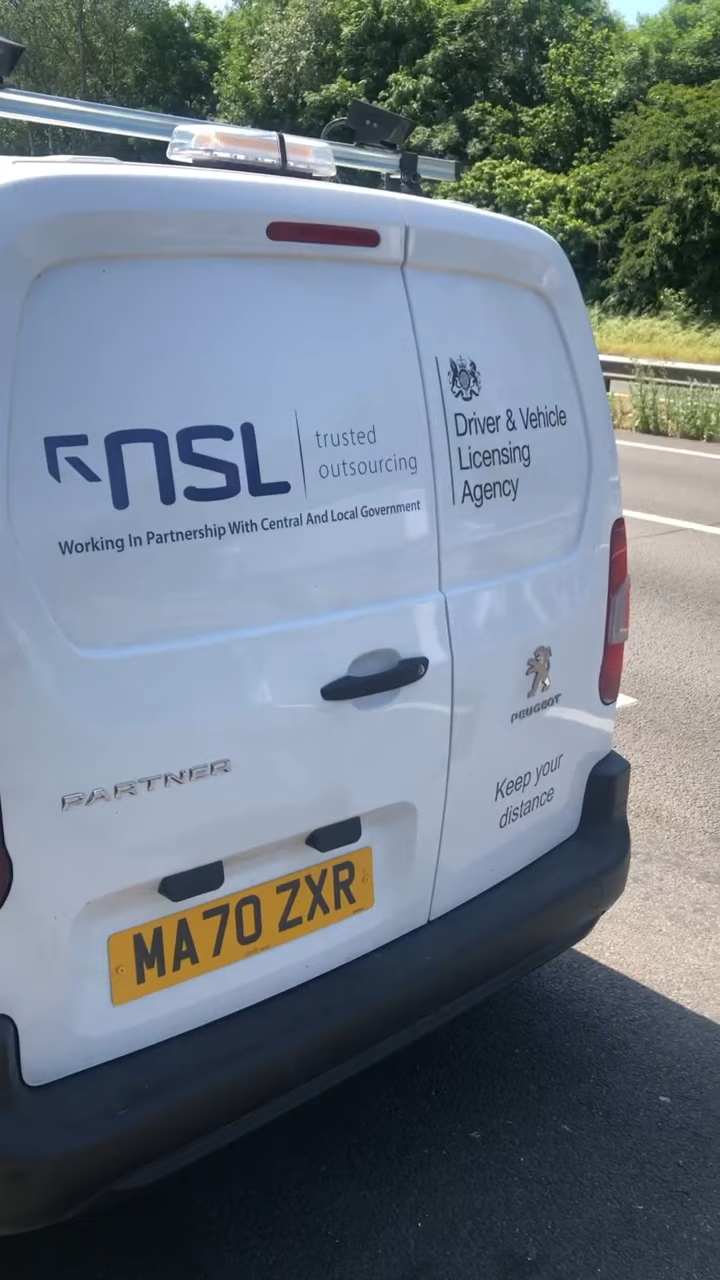 nSL
trusted
outsourcing
Working In Partnership With Central And Local Government
Driver & Vehicle
Licensing
Agency
PEUGEOT
PARTNER
Keep your
distance
MA70 ZXR